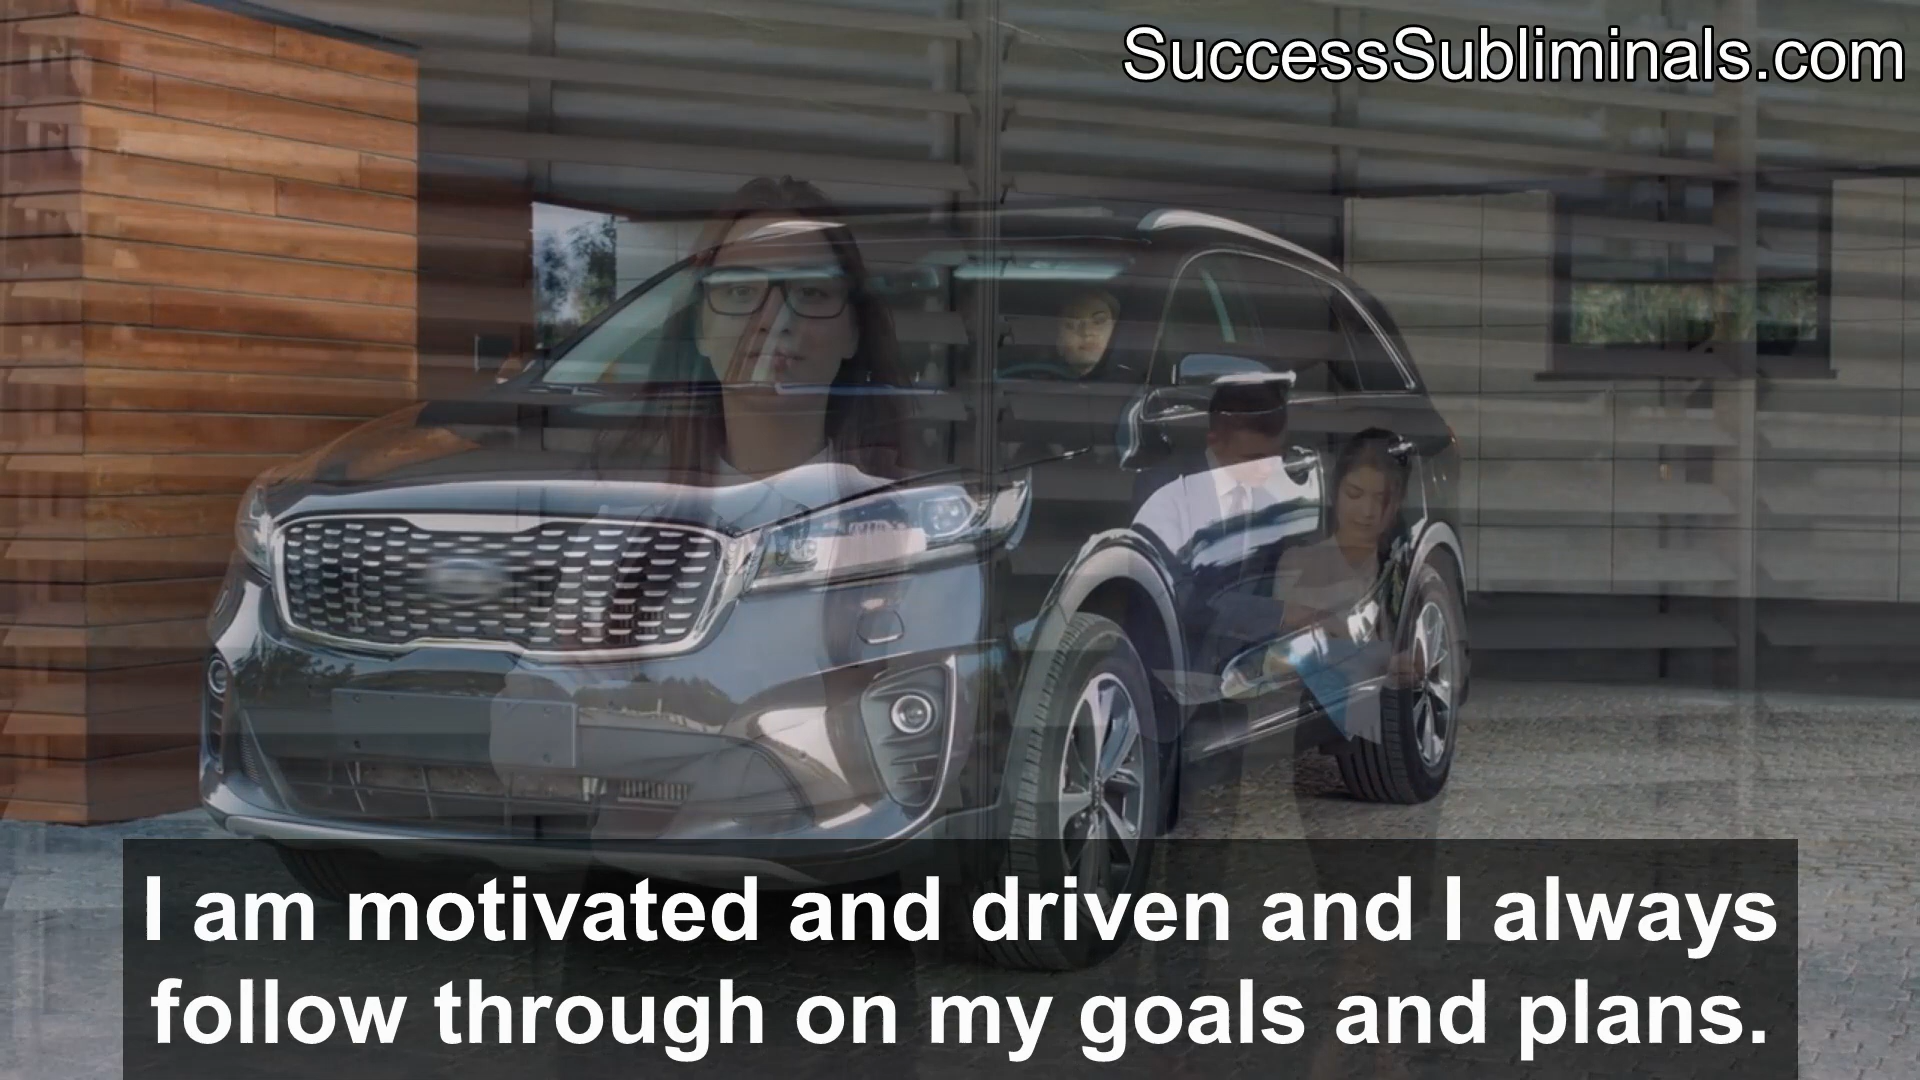 SuccessSubliminals.com
I am motivated and driven and I always
follow through on my goals and plans.